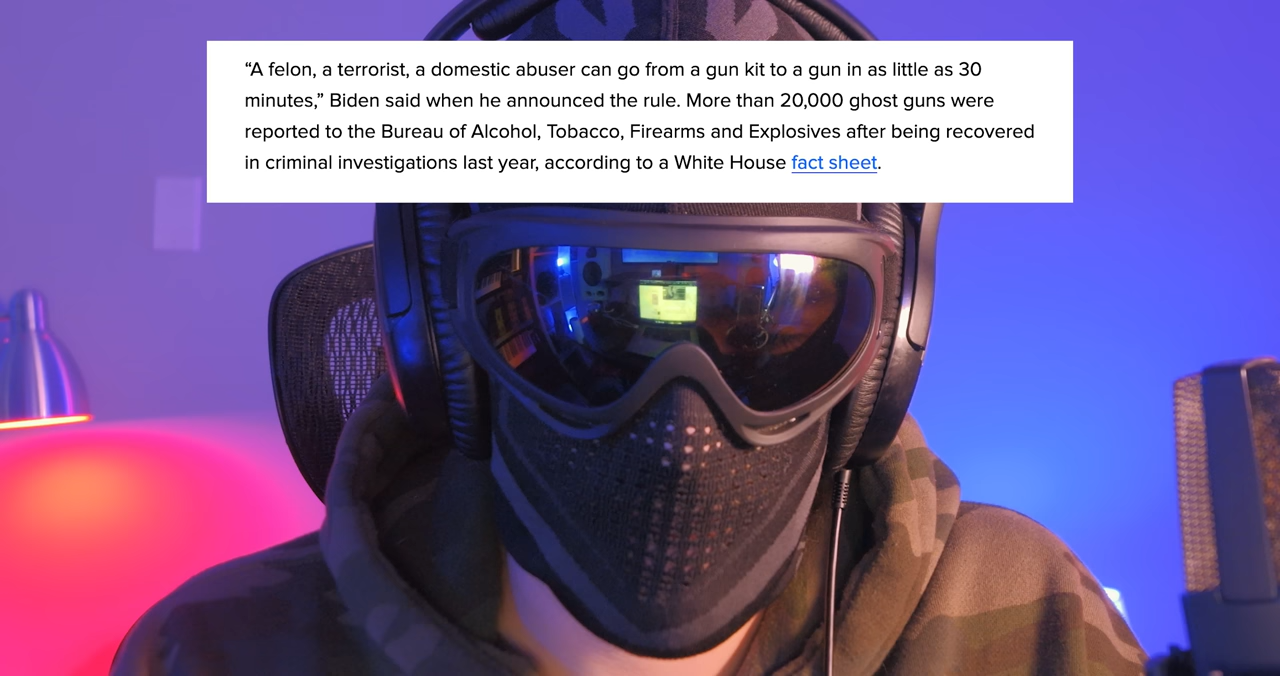 “A felon, a terrorist, a domestic abuser can go from a gun kit to a gun in as little as 30
minutes,” Biden said when he announced the rule. More than 20,000 ghost guns were
reported to the Bureau of Alcohol, Tobacco, Firearms and Explosives after being recovered
in criminal investigations last year, according to a White House fact sheet.